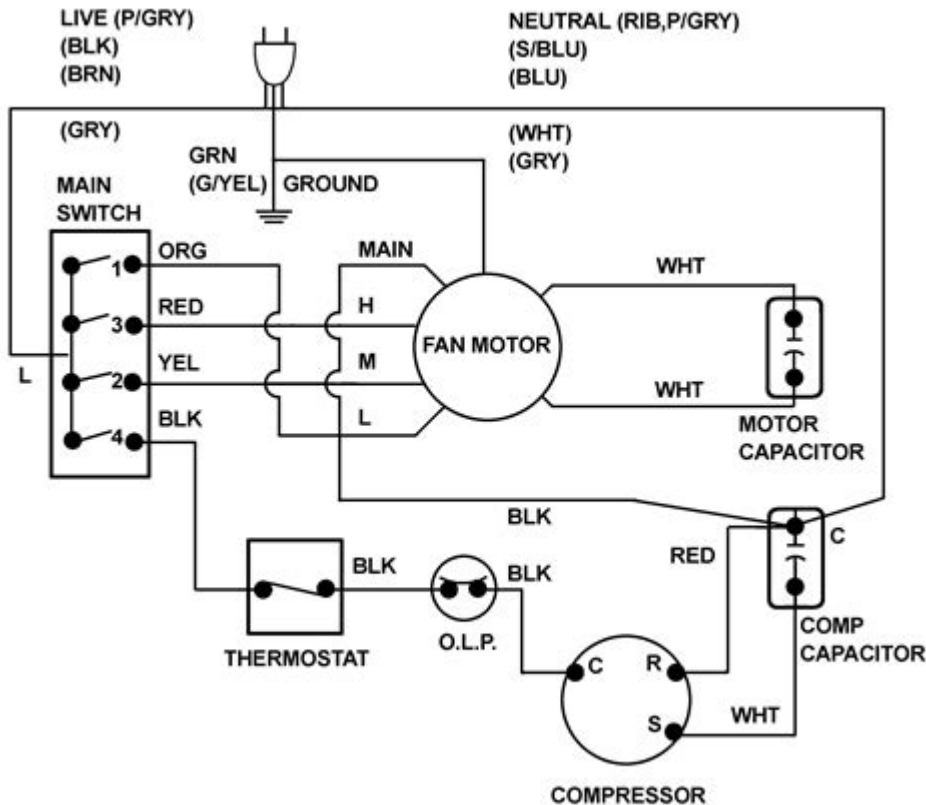 LIVE (P/GRY)
(BLK)
(BRN)
NEUTRAL (RIB,P/GRY)
(S/BLU)
(BLU)
(GRY)
(WHT)
(GRY)
GRN
(G/YEL)
GROUND
MAIN
SWITCH
1
ORG
3
RED
2
YEL
4
BLK
L
MAIN
H
M
L
FAN MOTOR
WHT
WHT
MOTOR
CAPACITOR
BLK
C
RED
COMP
CAPACITOR
THERMOSTAT
BLK
O.L.P.
BLK
C
R
S
WHT
COMPRESSOR